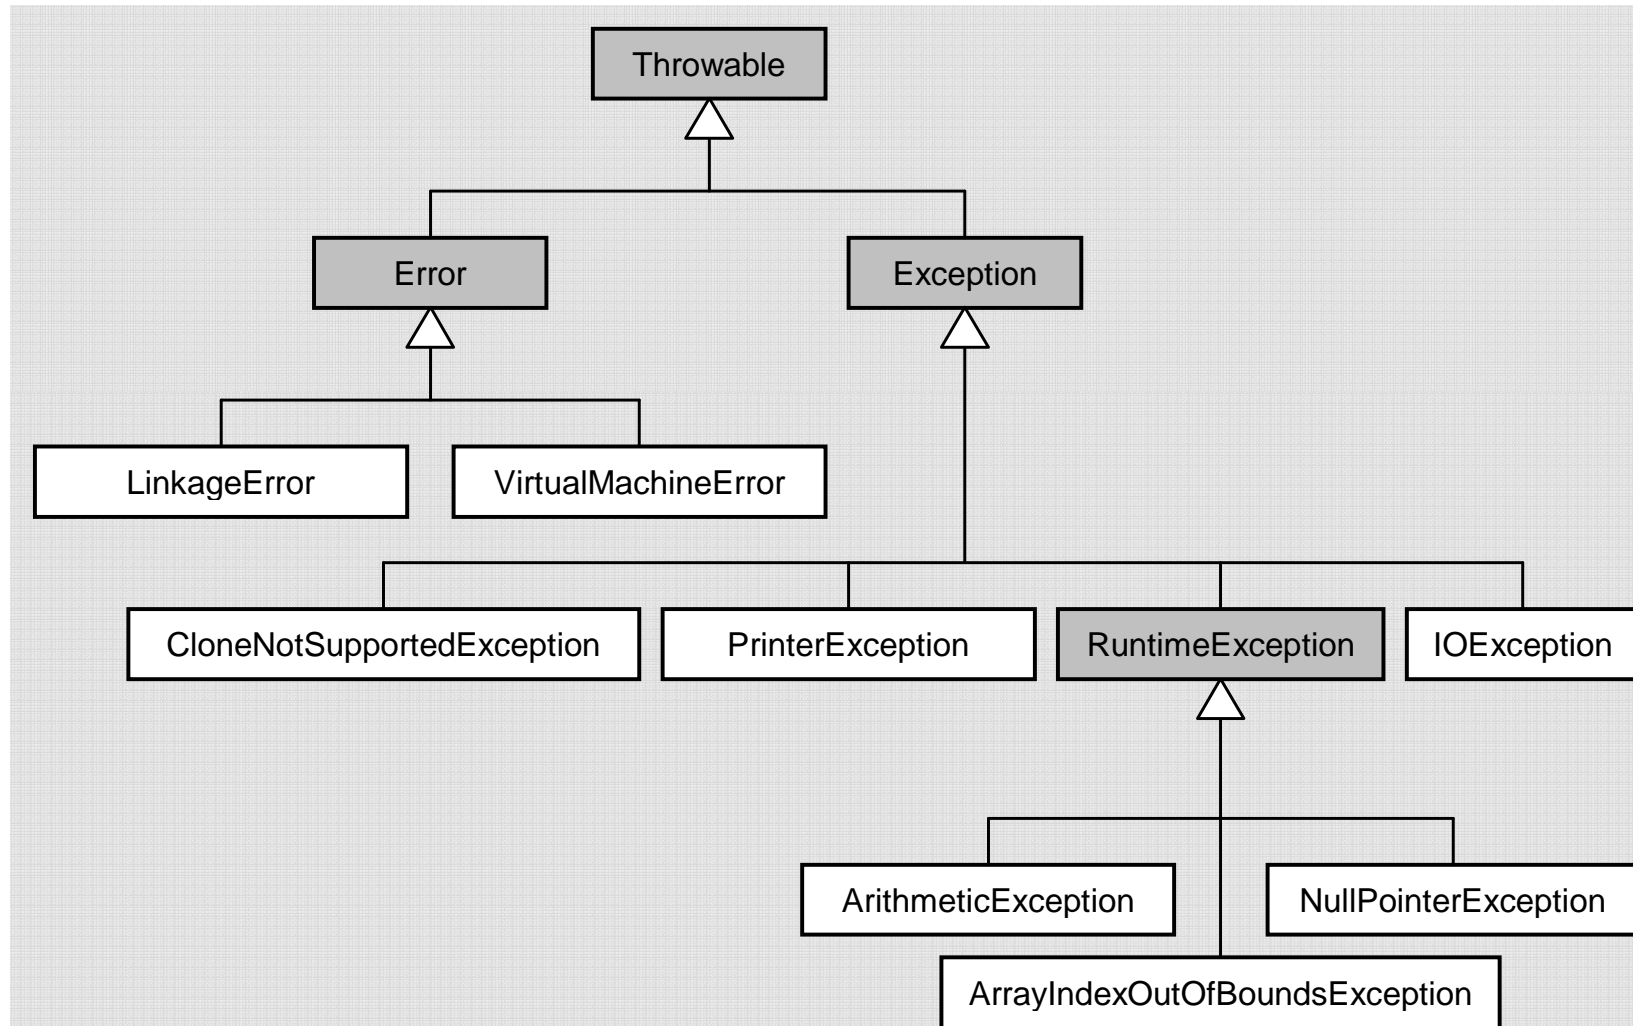 Throwable
Error
Exception
LinkageError
VirtualMachineError
CloneNotSupportedException
PrinterException
RuntimeException
IOException
ArithmeticException
NullPointerException
ArrayIndexOutOfBoundsException